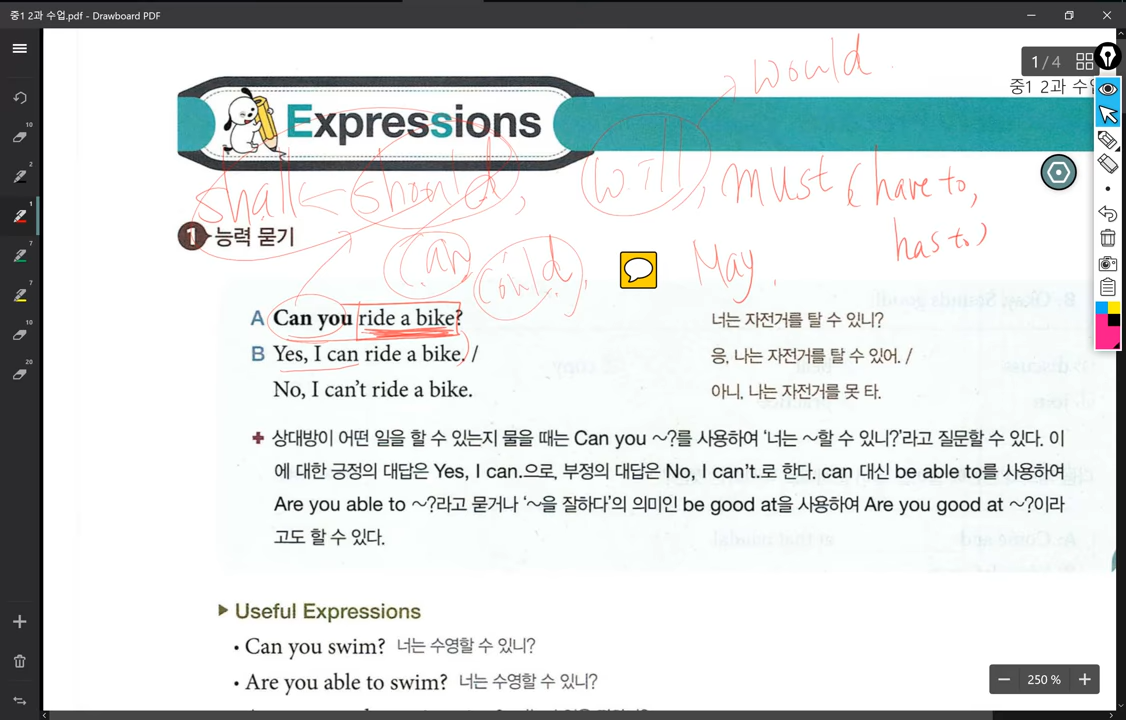 중1 2과 수업.pdf - Drawboard PDF
1 / 4
중1 2과 수업
would
Expressions
shall should, will, must (have to,
has to)
1 능력 묻기
can could, May
A Can you ride a bike? 너는 자전거를 탈 수 있니?
B Yes, I can ride a bike. / 응, 나는 자전거를 탈 수 있어. /
No, I can't ride a bike. 아니, 나는 자전거를 못 타.
+ 상대방이 어떤 일을 할 수 있는지 물을 때는 Can you ~?를 사용하여 '너는 ~할 수 있니?'라고 질문할 수 있다. 이
에 대한 긍정의 대답은 Yes, I can.으로, 부정의 대답은 No, I can't.로 한다. can 대신 be able to를 사용하여
Are you able to ~?라고 묻거나 '~을 잘하다'의 의미인 be good at을 사용하여 Are you good at ~?이라
고도 할 수 있다.
▶ Useful Expressions
• Can you swim? 너는 수영할 수 있니?
• Are you able to swim? 너는 수영할 수 있니?
250 %
10
2
1
7
7
10
20